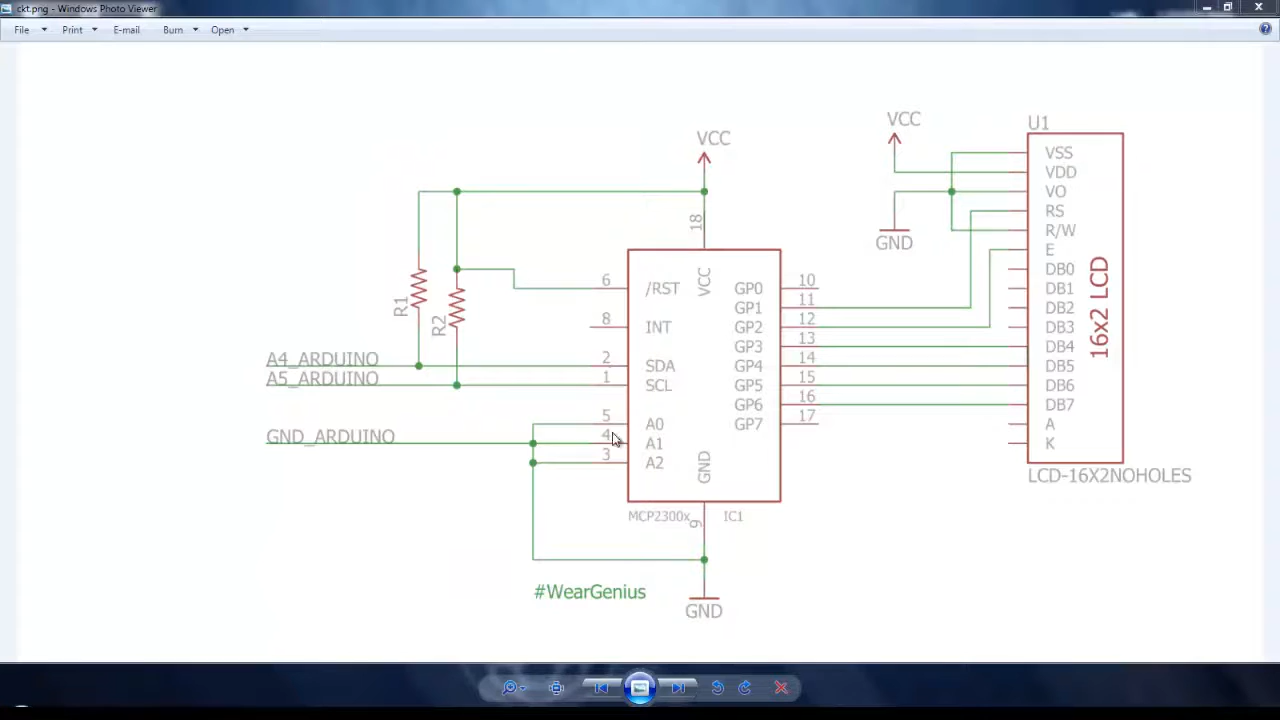 ckt.png - Windows Photo Viewer
File Print E-mail Burn Open
VCC
VCC
U1
18
GND
R1
R2
A4_ARDUINO
A5_ARDUINO
GND_ARDUINO
6
8
2
1
5
4
3
/RST
INT
SDA
SCL
A0
A1
A2
VCC
GND
GP0
GP1
GP2
GP3
GP4
GP5
GP6
GP7
10
11
12
13
14
15
16
17
VSS
VDD
VO
RS
R/W
E
DB0
DB1
DB2
DB3
DB4
DB5
DB6
DB7
A
K
16x2 LCD
LCD-16X2NOHOLES
MCP2300x
9
IC1
#WearGenius
GND